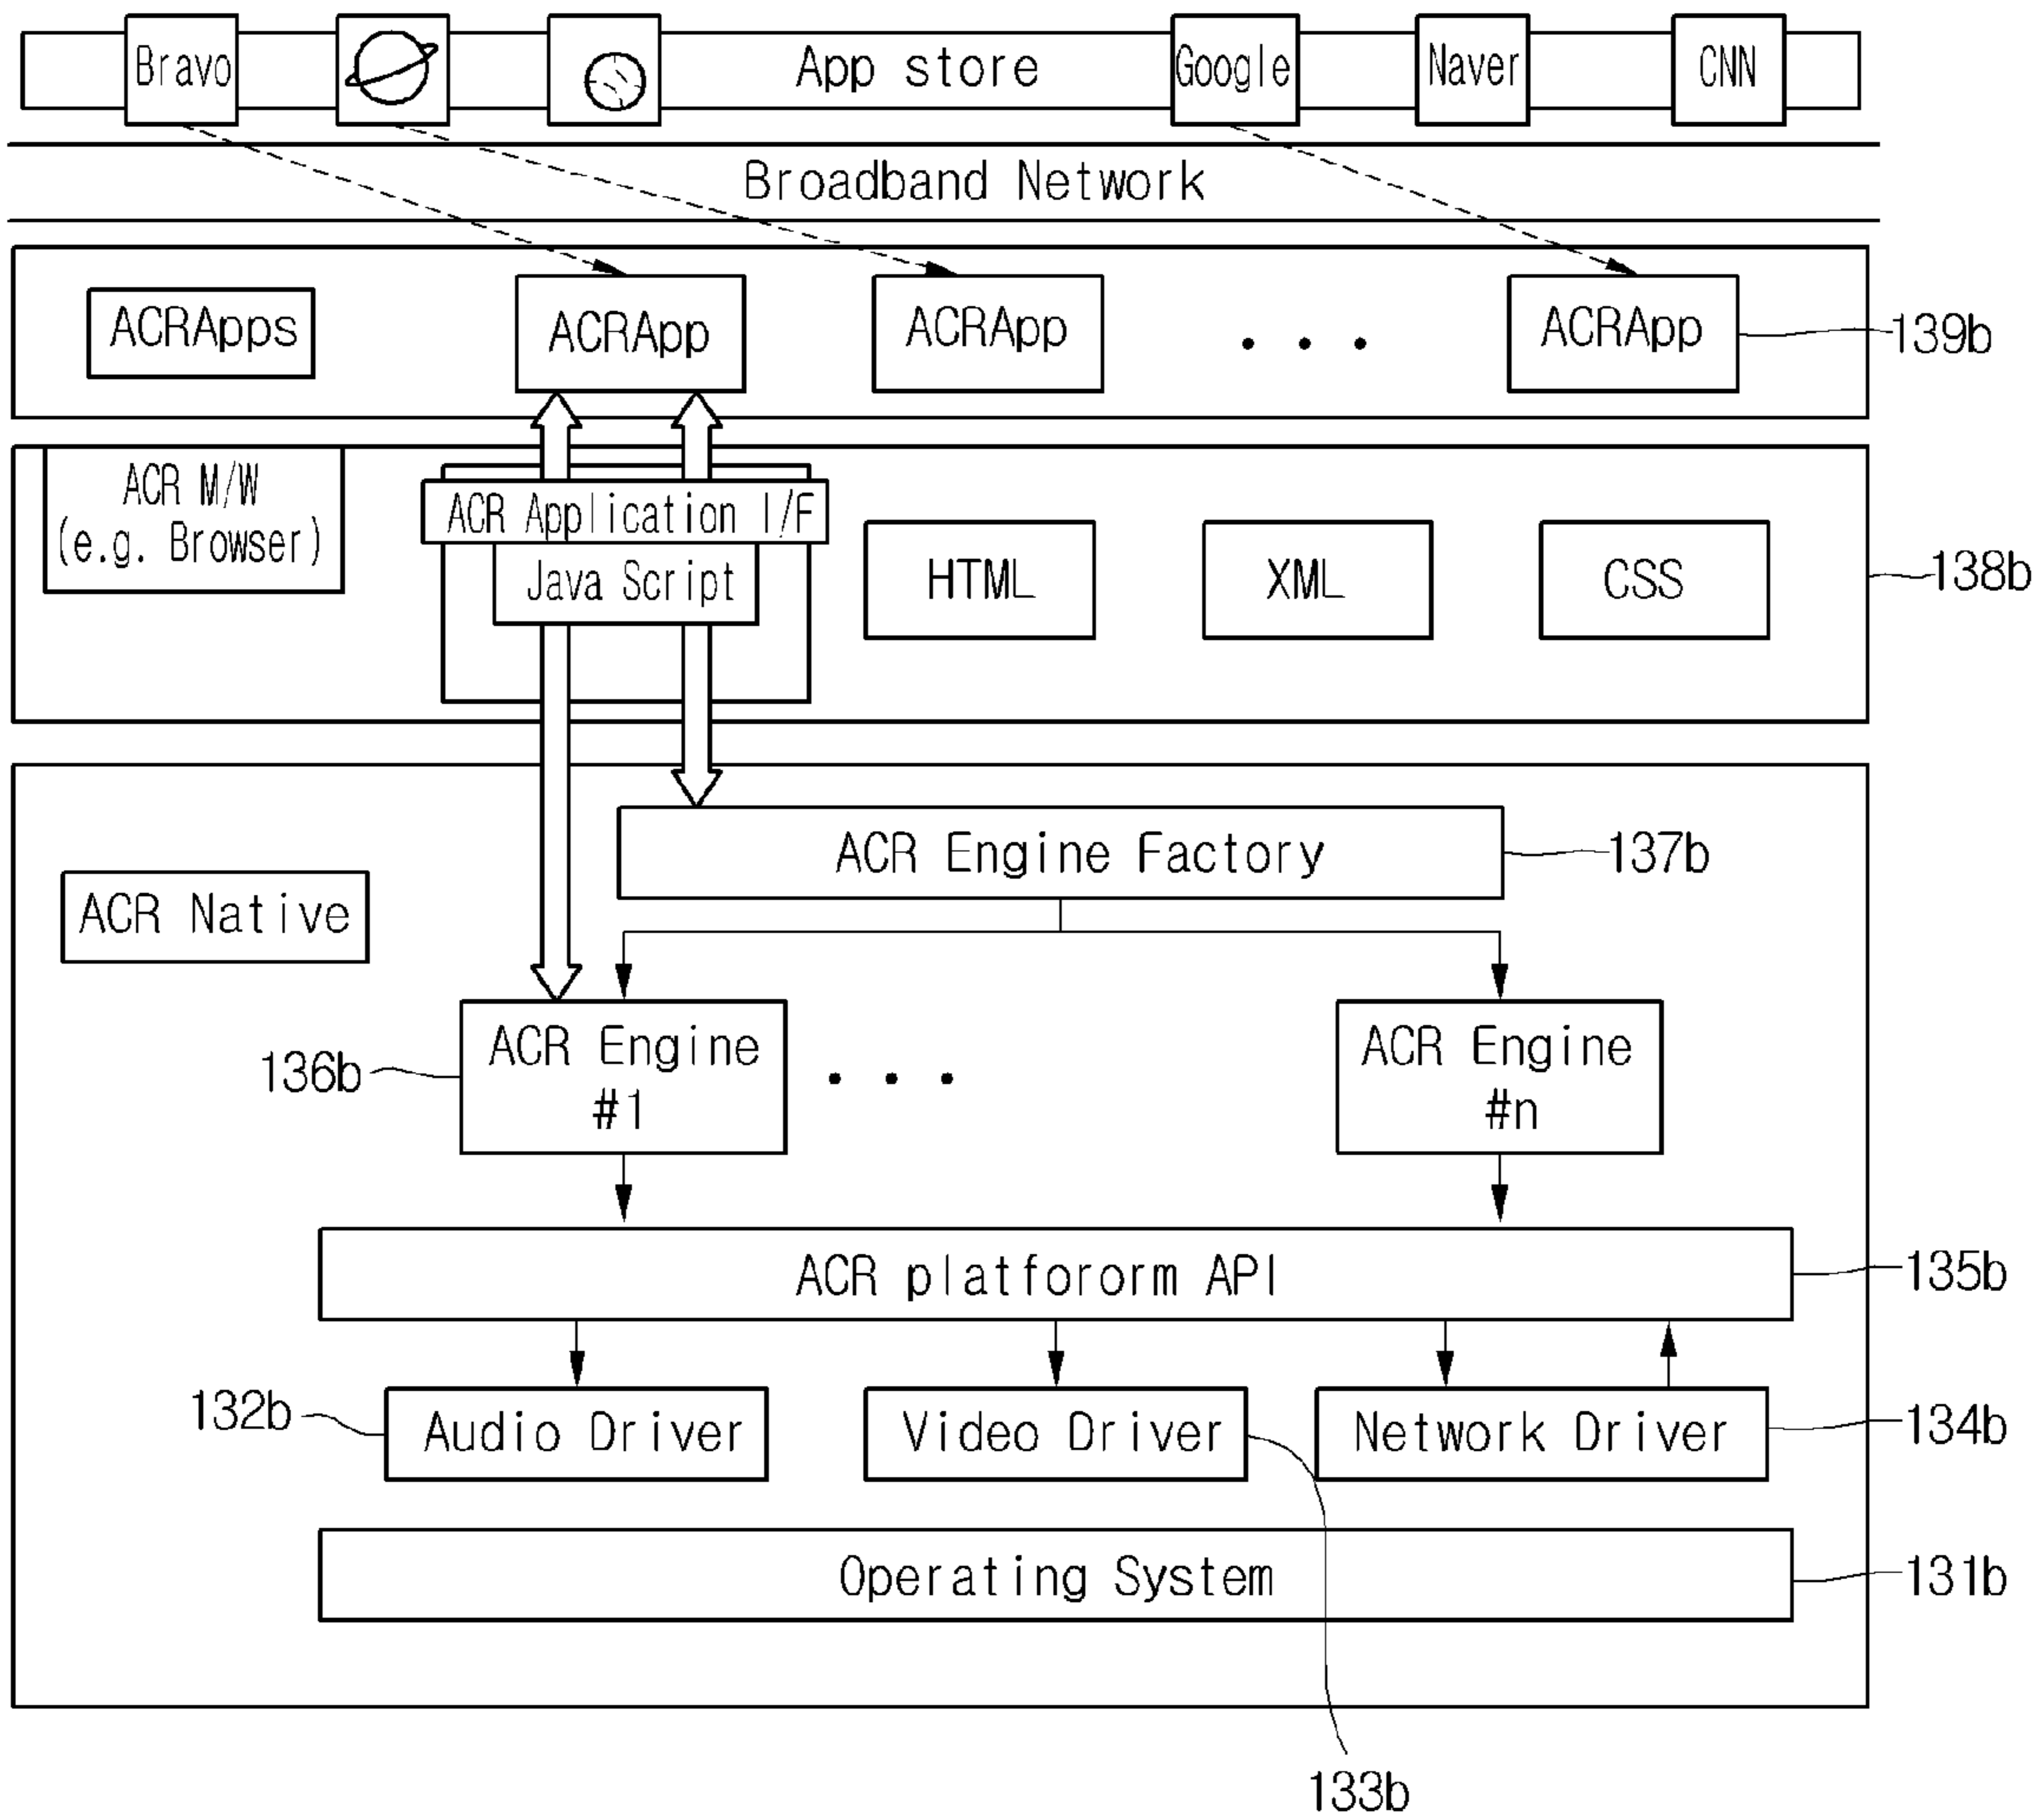 Bravo
App store
Google
Naver
CNN
Broadband Network
ACRApps
ACRApp
ACRApp
ACRApp
139b
ACR M/W
(e.g. Browser)
ACR Application I/F
Java Script
HTML
XML
CSS
138b
ACR Engine Factory
137b
ACR Native
ACR Engine
#1
136b
ACR Engine
#n
ACR platfororm API
135b
132b
Audio Driver
Video Driver
Network Driver
134b
Operating System
131b
133b